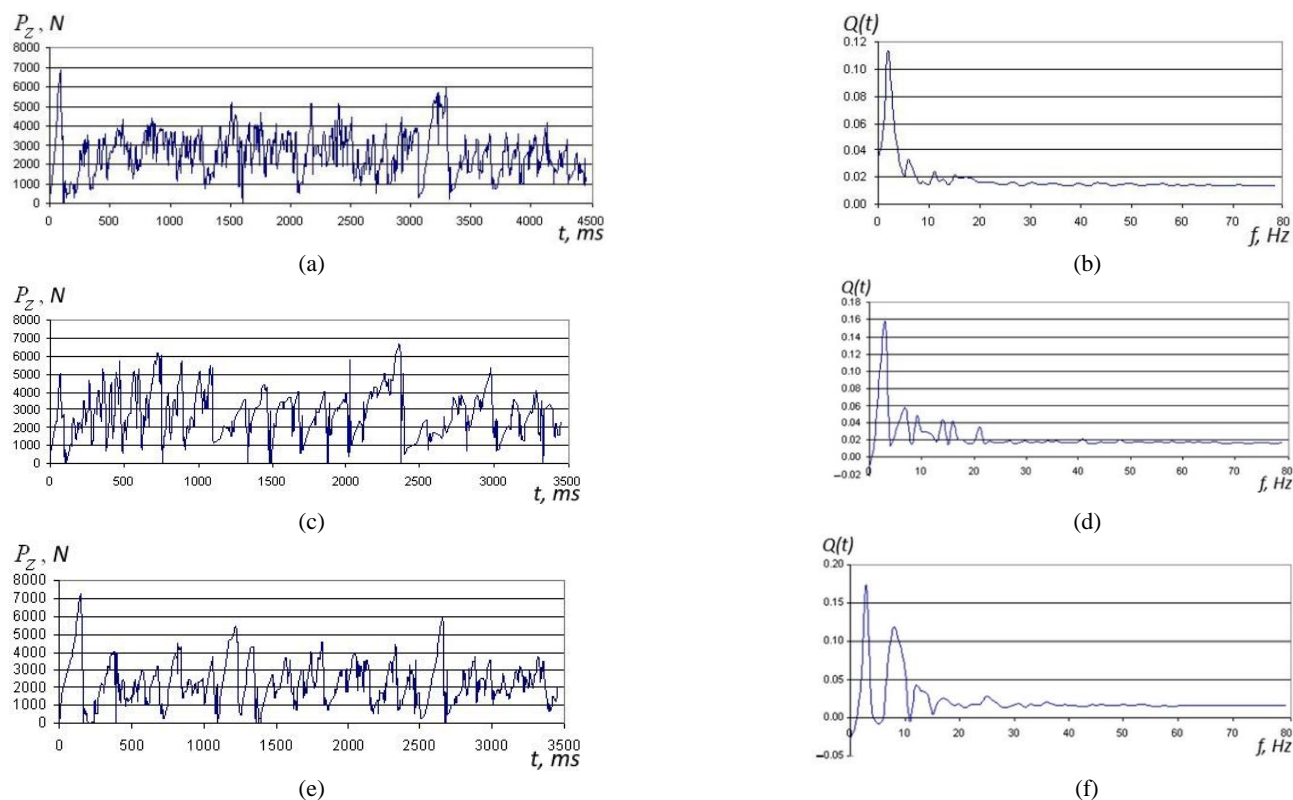 P_Z , N
8000
7000
6000
5000
4000
3000
2000
1000
0
0 500 1000 1500 2000 2500 3000 3500 4000 4500
t, ms
(a)
Q(t)
0.12
0.10
0.08
0.06
0.04
0.02
0.00
0 10 20 30 40 50 60 70 80
f, Hz
(b)
P_Z , N
8000
7000
6000
5000
4000
3000
2000
1000
0
0 500 1000 1500 2000 2500 3000 3500
t, ms
(c)
Q(t)
0.18
0.16
0.14
0.12
0.10
0.08
0.06
0.04
0.02
0.00
–0.02
0 10 20 30 40 50 60 70 80
f, Hz
(d)
P_Z , N
8000
7000
6000
5000
4000
3000
2000
1000
0
0 500 1000 1500 2000 2500 3000 3500
t, ms
(e)
Q(t)
0.20
0.15
0.10
0.05
0.00
–0.05
0 10 20 30 40 50 60 70 80
f, Hz
(f)